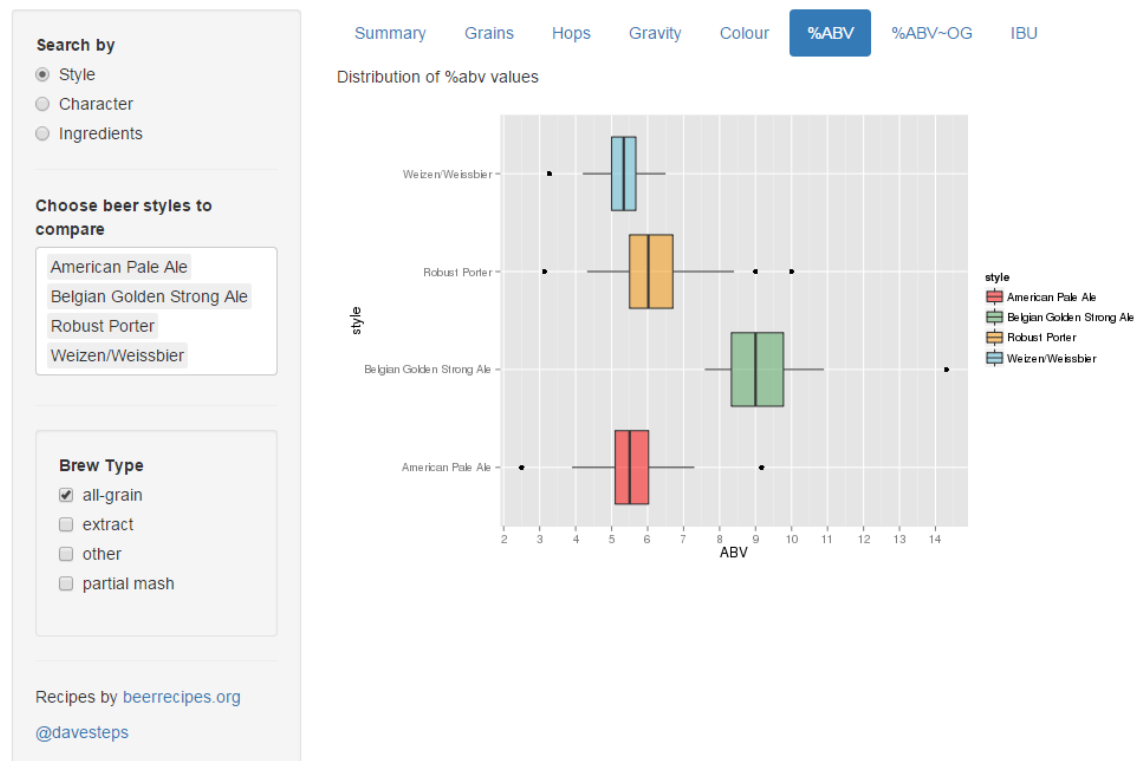 Search by
Style
Character
Ingredients
Choose beer styles to
compare
American Pale Ale
Belgian Golden Strong Ale
Robust Porter
Weizen/Weissbier
Brew Type
all-grain
extract
other
partial mash
Recipes by beerrecipes.org
@davesteps
Summary Grains Hops Gravity Colour %ABV %ABV~OG IBU
Distribution of %abv values
style
Weizen/Weissbier
Robust Porter
Belgian Golden Strong Ale
American Pale Ale
2 3 4 5 6 7 8 9 10 11 12 13 14
ABV
style
American Pale Ale
Belgian Golden Strong Ale
Robust Porter
Weizen/Weissbier